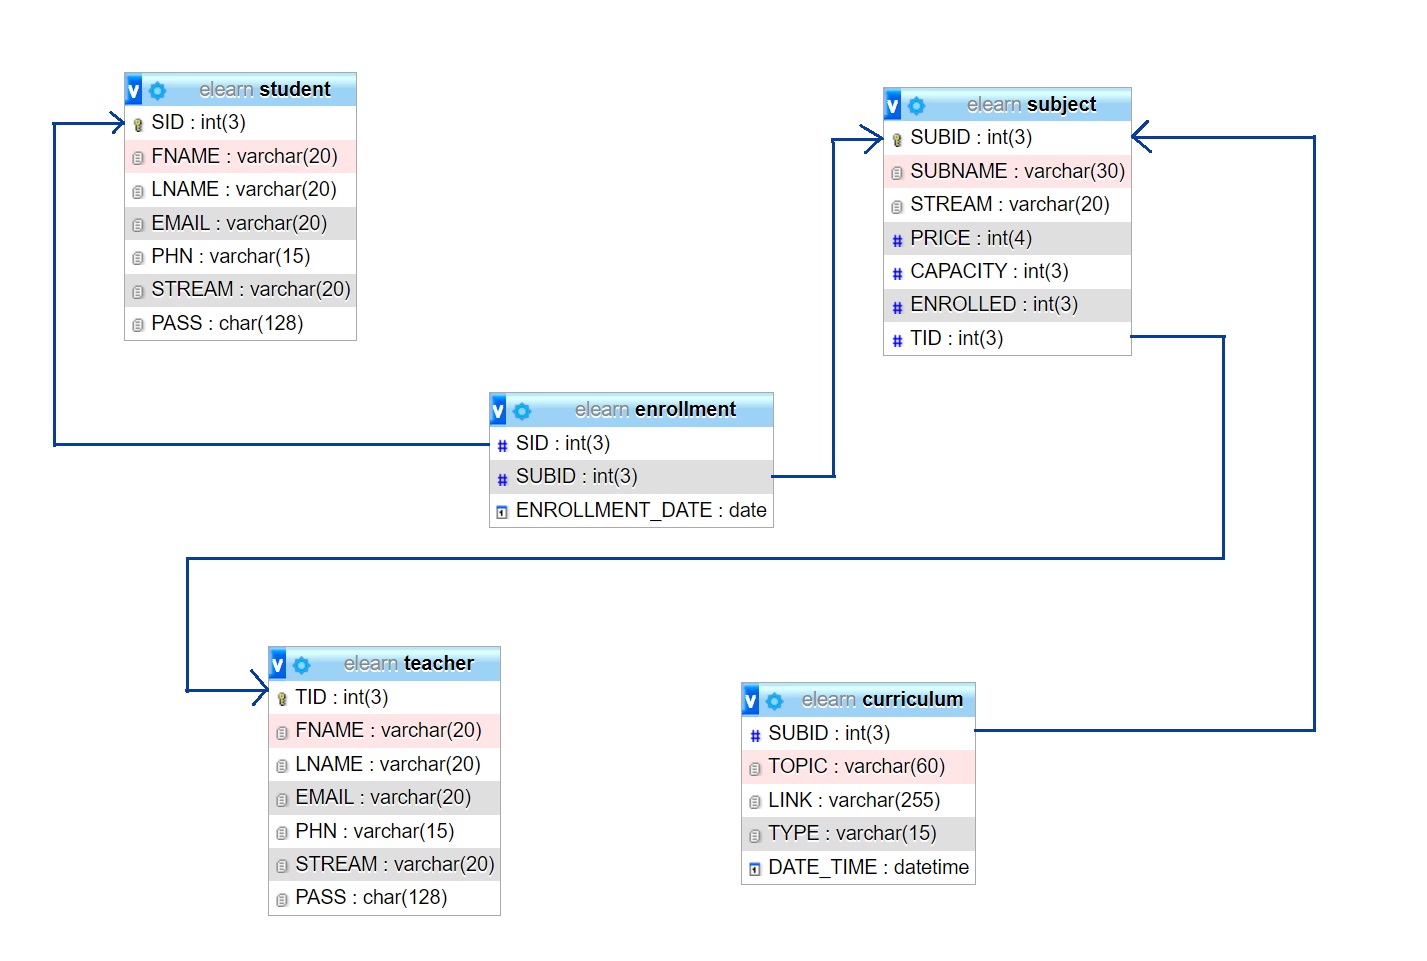 elearn student
SID : int(3)
FNAME : varchar(20)
LNAME : varchar(20)
EMAIL : varchar(20)
PHN : varchar(15)
STREAM : varchar(20)
PASS : char(128)
elearn subject
SUBID : int(3)
SUBNAME : varchar(30)
STREAM : varchar(20)
PRICE : int(4)
CAPACITY : int(3)
ENROLLED : int(3)
TID : int(3)
elearn enrollment
SID : int(3)
SUBID : int(3)
ENROLLMENT_DATE : date
elearn teacher
TID : int(3)
FNAME : varchar(20)
LNAME : varchar(20)
EMAIL : varchar(20)
PHN : varchar(15)
STREAM : varchar(20)
PASS : char(128)
elearn curriculum
SUBID : int(3)
TOPIC : varchar(60)
LINK : varchar(255)
TYPE : varchar(15)
DATE_TIME : datetime